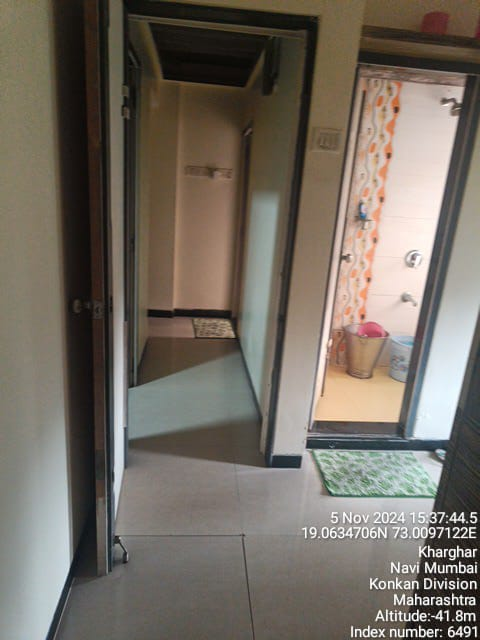 5 Nov 2024 15:37:44.5
19.0634706N 73.0097122E
Kharghar
Navi Mumbai
Konkan Division
Maharashtra
Altitude:-41.8m
Index number: 6491